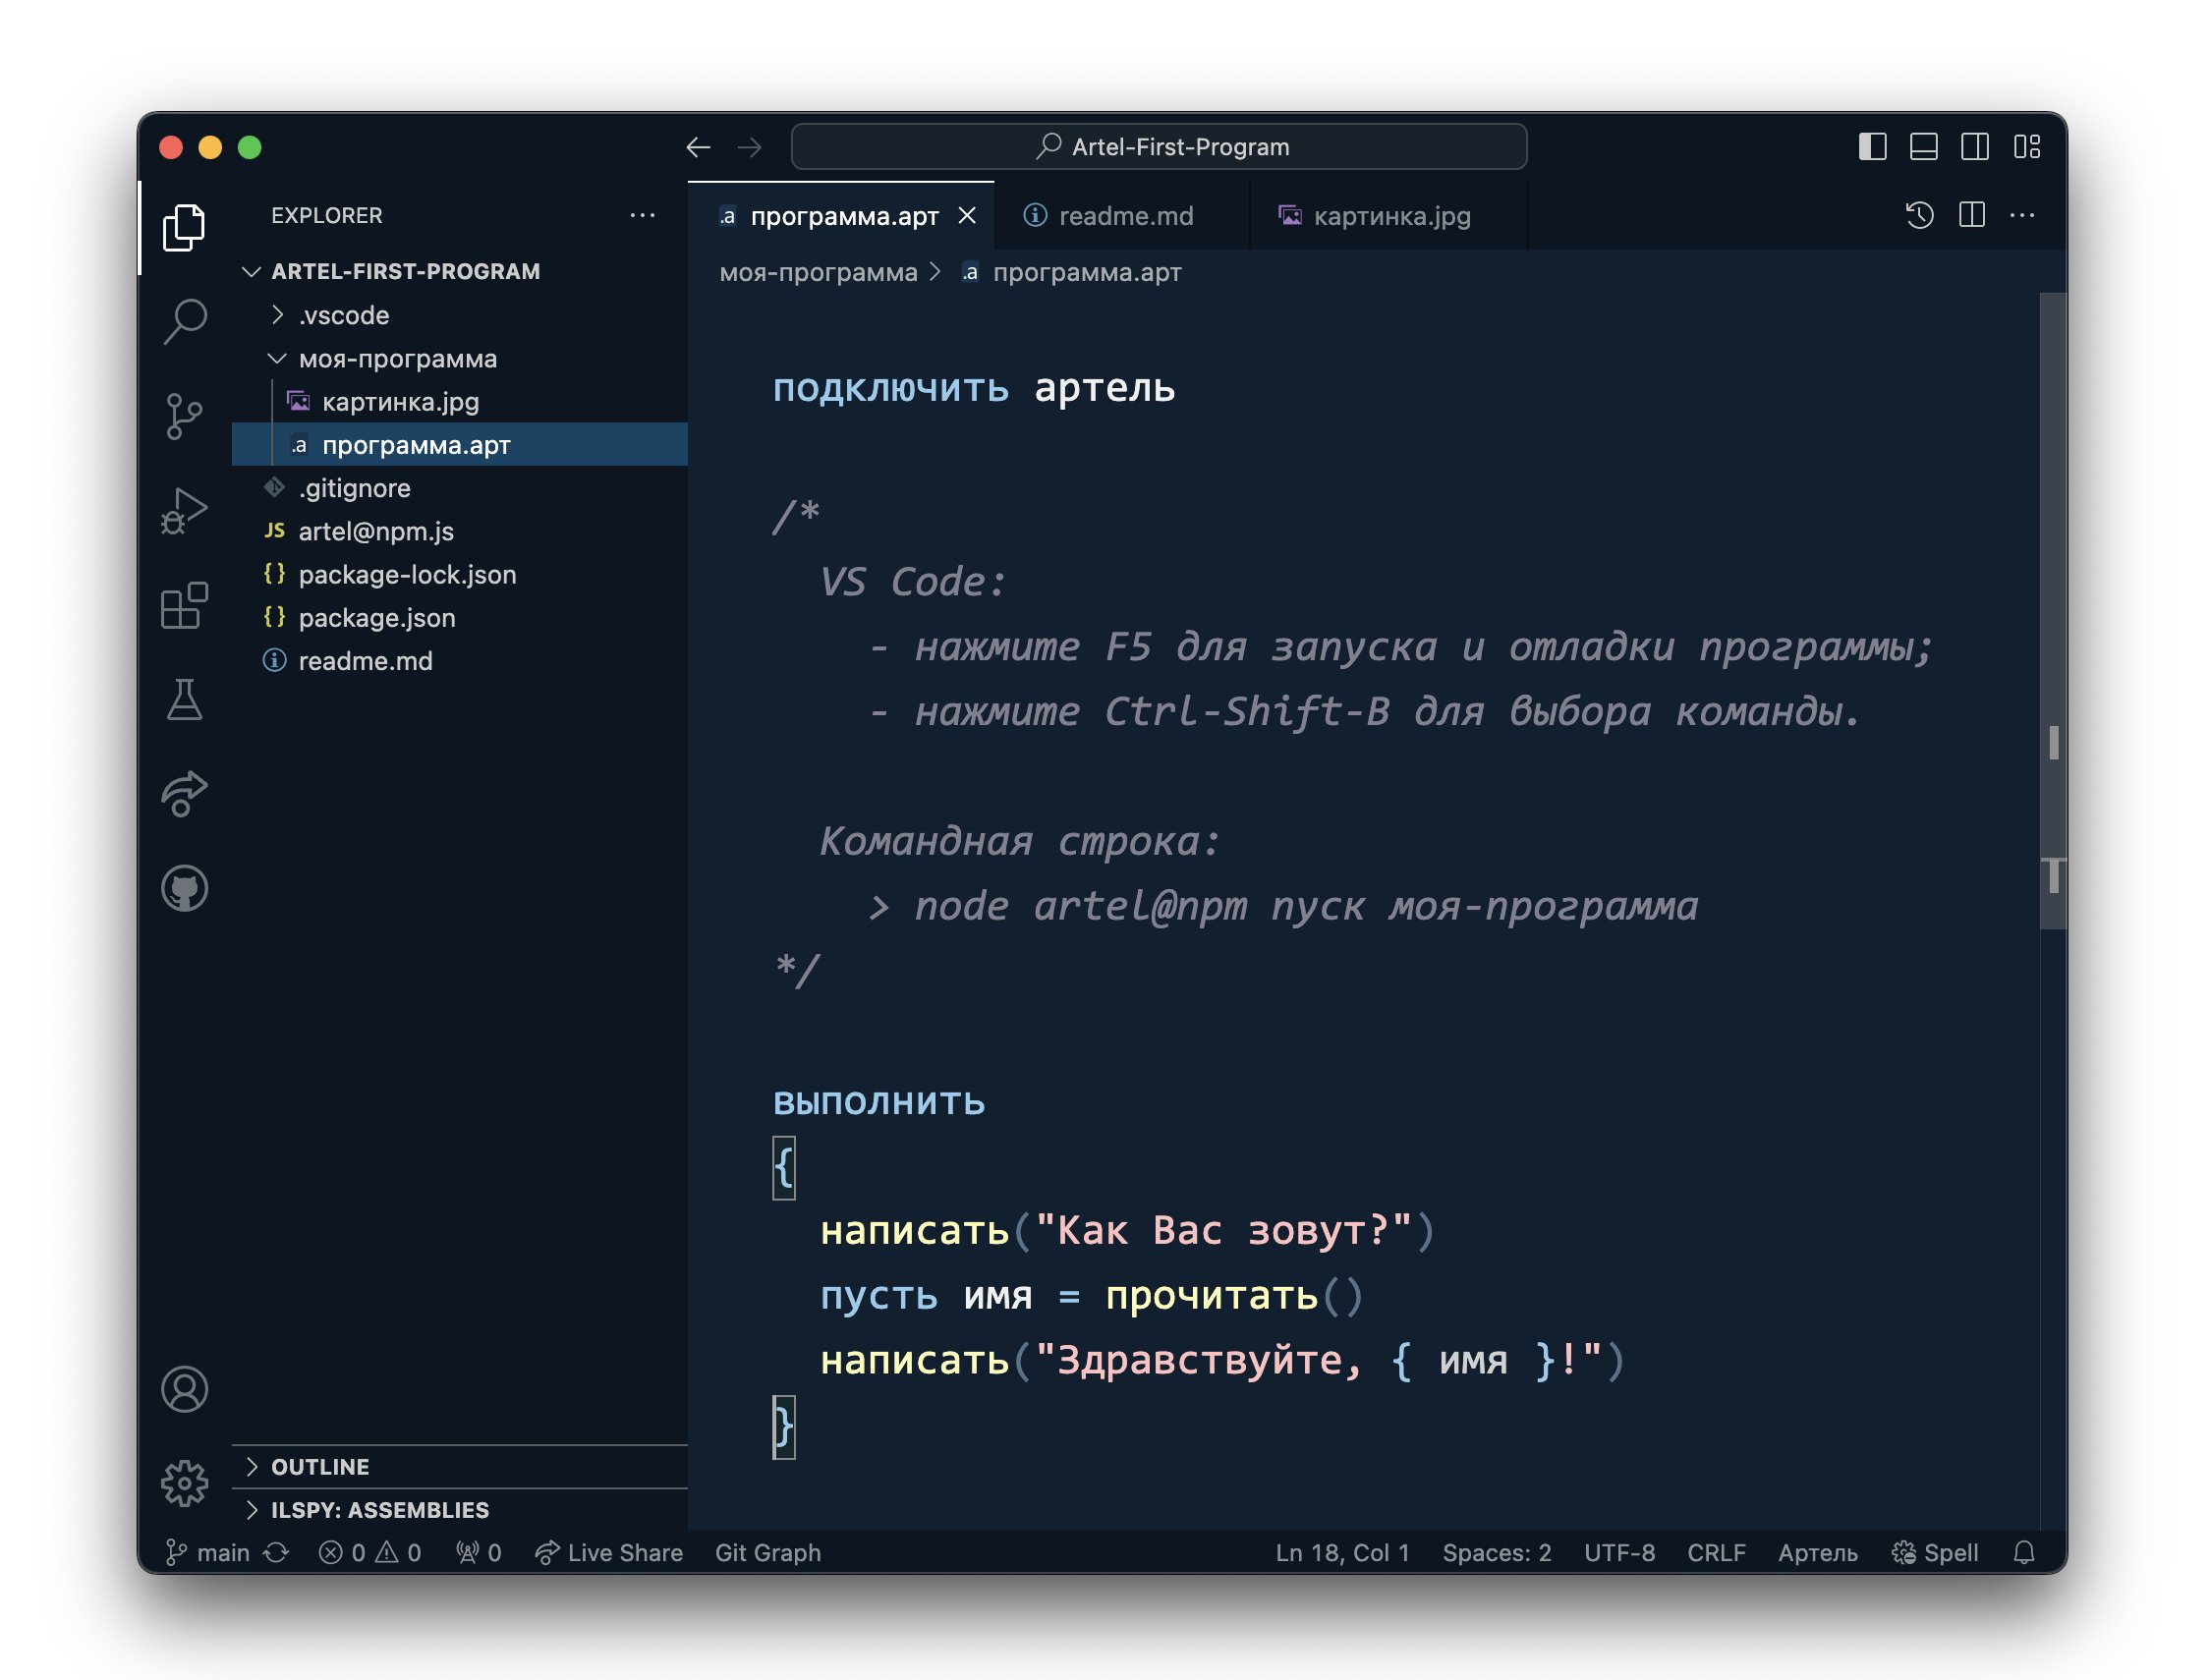 Artel-First-Program
EXPLORER
ARTEL-FIRST-PROGRAM
.vscode
моя-программа
картинка.jpg
.a программа.арт
.gitignore
JS artel@npm.js
{} package-lock.json
{} package.json
readme.md
OUTLINE
ILSPY: ASSEMBLIES
.a программа.арт
readme.md
картинка.jpg
моя-программа > .a программа.арт
подключить артель
/*
VS Code:
- нажмите F5 для запуска и отладки программы;
- нажмите Ctrl-Shift-B для выбора команды.
Командная строка:
> node artel@npm пуск моя-программа
*/
выполнить
{
написать("Как Вас зовут?")
пусть имя = прочитать()
написать("Здравствуйте, { имя }!")
}
main 0 0 0 Live Share Git Graph Ln 18, Col 1 Spaces: 2 UTF-8 CRLF Артель Spell